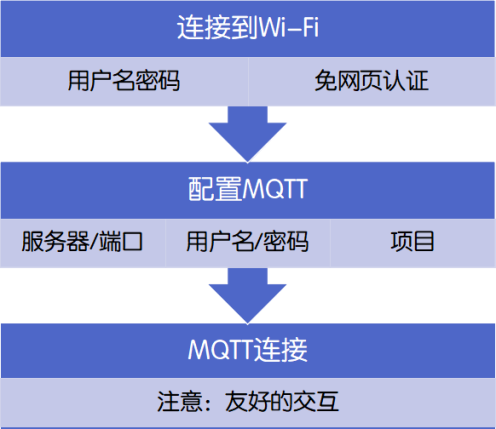 连接到Wi-Fi
用户名密码 免网页认证
配置MQTT
服务器/端口 用户名/密码 项目
MQTT连接
注意：友好的交互